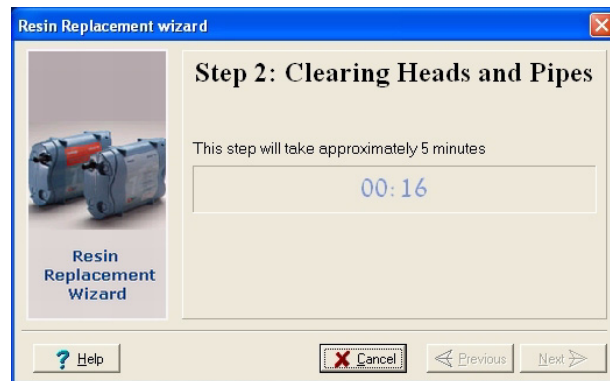 Resin Replacement wizard
Step 2: Clearing Heads and Pipes
This step will take approximately 5 minutes
00:16
Resin
Replacement
Wizard
Help
Cancel
Previous
Next